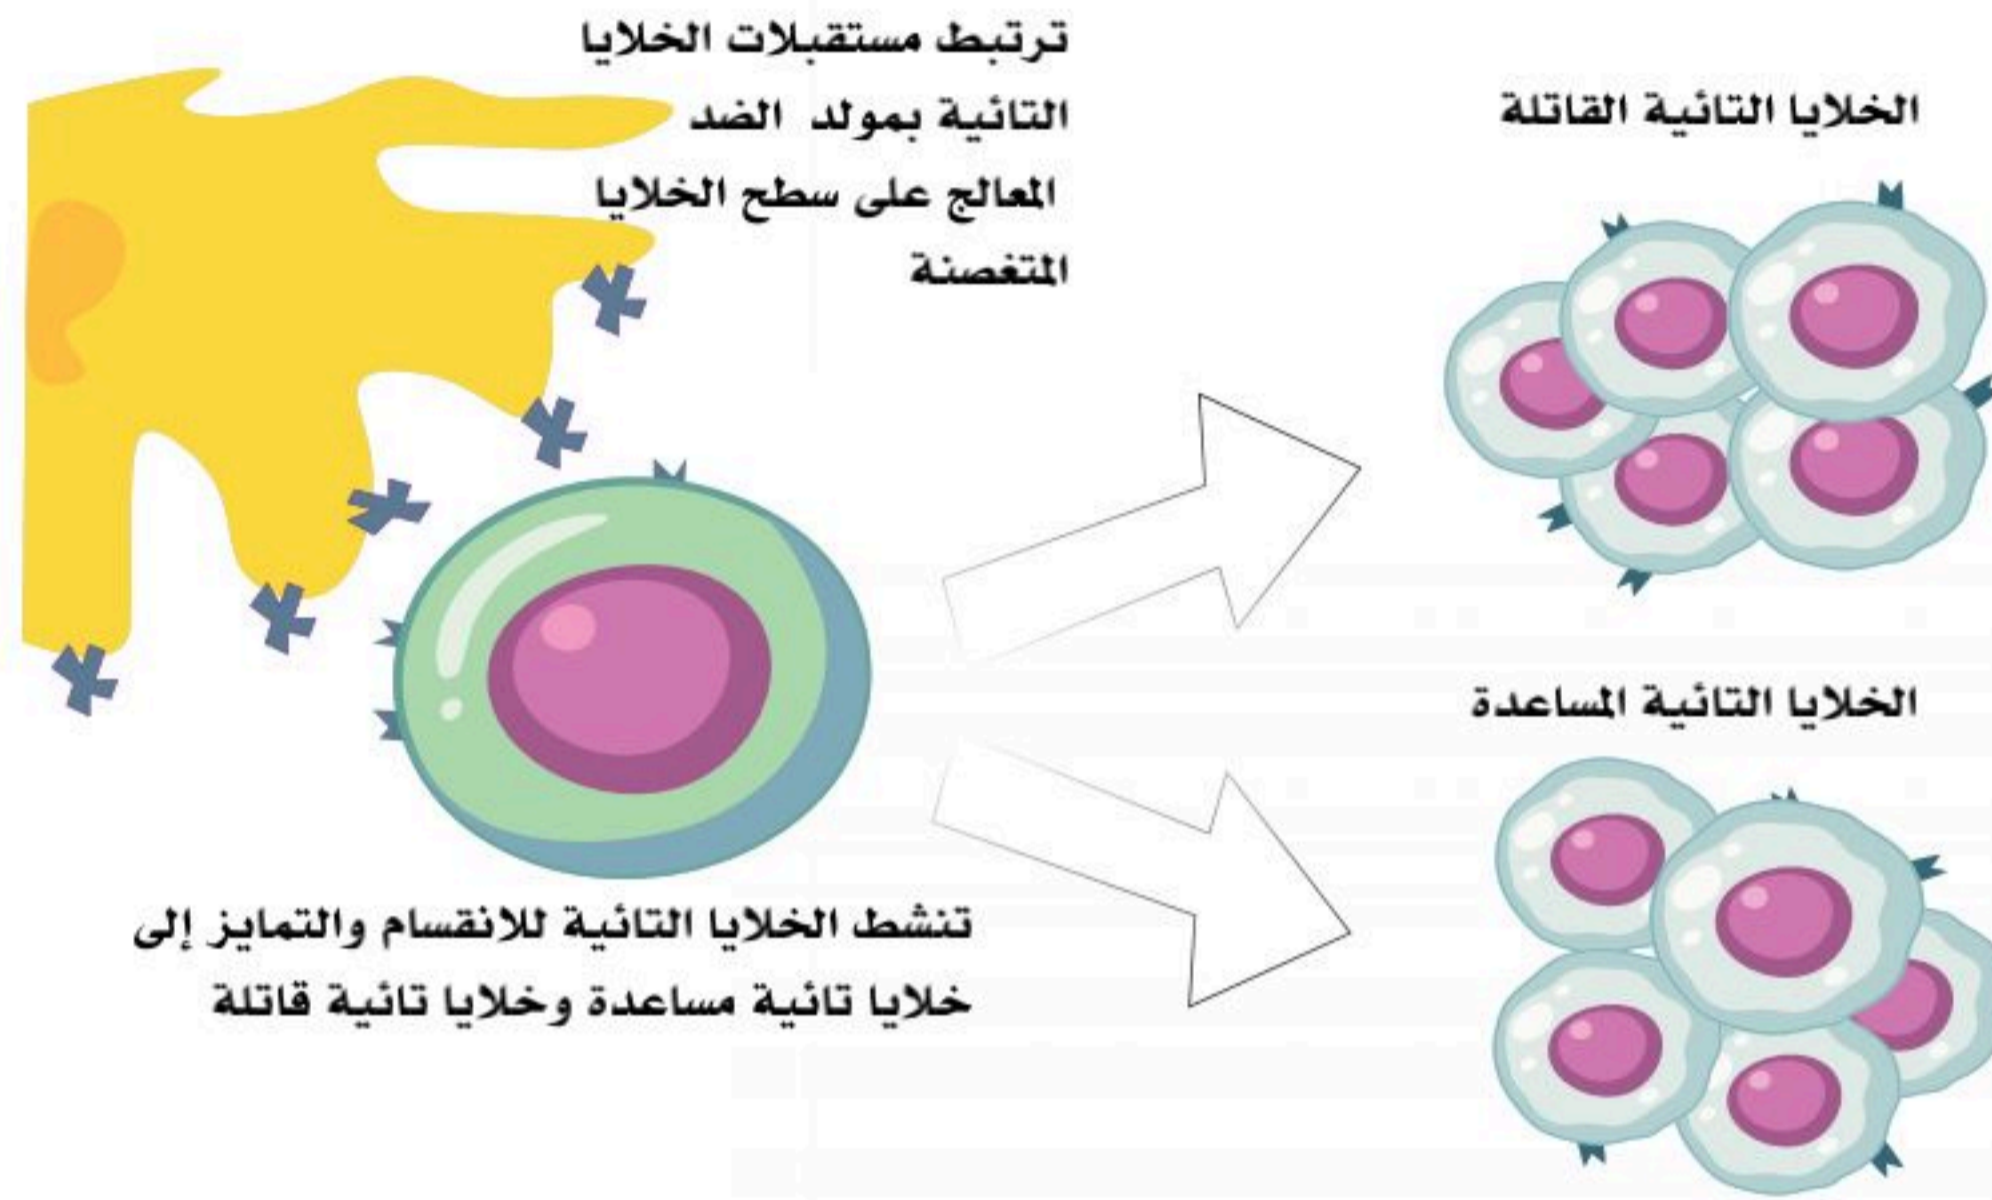 ترتبط مستقبلات الخلايا
التائية بمولد الضد
المعالج على سطح الخلايا
المتغصنة
الخلايا التائية القاتلة
الخلايا التائية المساعدة
تنشط الخلايا التائية للانقسام والتمايز إلى
خلايا تائية مساعدة وخلايا تائية قاتلة